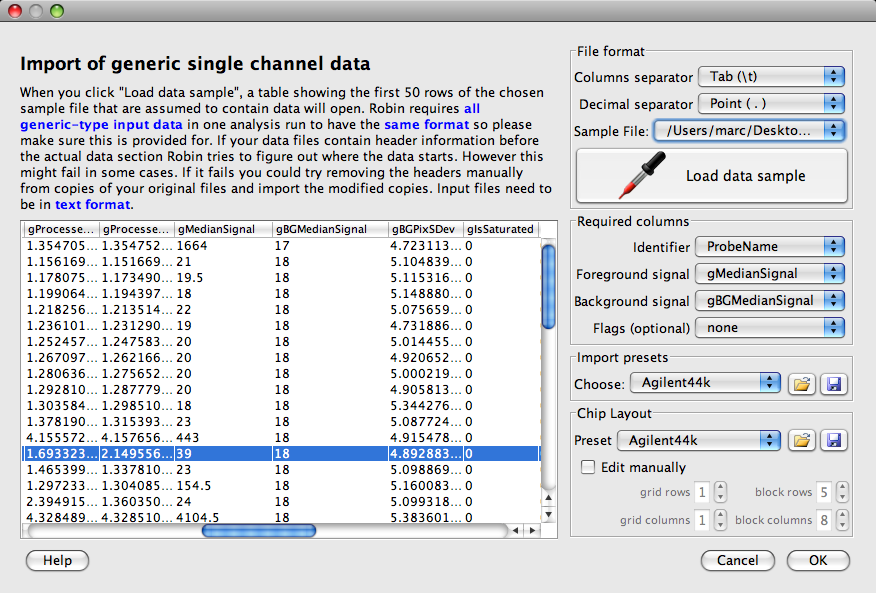 Import of generic single channel data
When you click "Load data sample", a table showing the first 50 rows of the chosen
sample file that are assumed to contain data will open. Robin requires all
generic-type input data in one analysis run to have the same format so please
make sure this is provided for. If your data files contain header information before
the actual data section Robin tries to figure out where the data starts. However this
might fail in some cases. If it fails you could try removing the headers manually
from copies of your original files and import the modified copies. Input files need to
be in text format.
gProcesse... gProcesse... gMedianSignal gBGMedianSignal gBGPixSDev gIsSaturated
1.354705... 1.354752... 1664 17 4.723113... 0
1.156169... 1.151669... 21 18 5.104839... 0
1.178075... 1.173490... 19.5 18 5.115316... 0
1.199064... 1.194397... 18 18 5.148880... 0
1.218256... 1.213514... 22 18 5.075659... 0
1.236101... 1.231290... 19 18 4.731886... 0
1.252457... 1.247583... 20 18 5.014455... 0
1.267097... 1.262166... 20 18 4.920652... 0
1.280636... 1.275652... 20 18 5.000219... 0
1.292810... 1.287779... 20 18 4.905813... 0
1.303584... 1.298510... 18 18 5.344276... 0
1.378190... 1.315393... 23 18 5.087724... 0
4.155572... 4.157656... 443 18 4.915478... 0
1.693323... 2.149556... 39 18 4.892883... 0
1.465399... 1.337810... 23 18 5.098869... 0
1.297233... 1.304085... 154.5 18 5.160083... 0
2.394915... 1.360350... 24 18 5.099318... 0
4.328489... 4.328510... 4104.5 18 5.383601... 0
Help
File format
Columns separator Tab (\t)
Decimal separator Point ( . )
Sample File: /Users/marc/Deskto...
Load data sample
Required columns
Identifier ProbeName
Foreground signal gMedianSignal
Background signal gBGMedianSignal
Flags (optional) none
Import presets
Choose: Agilent44k
Chip Layout
Preset Agilent44k
Edit manually
grid rows 1 block rows 5
grid columns 1 block columns 8
Cancel OK